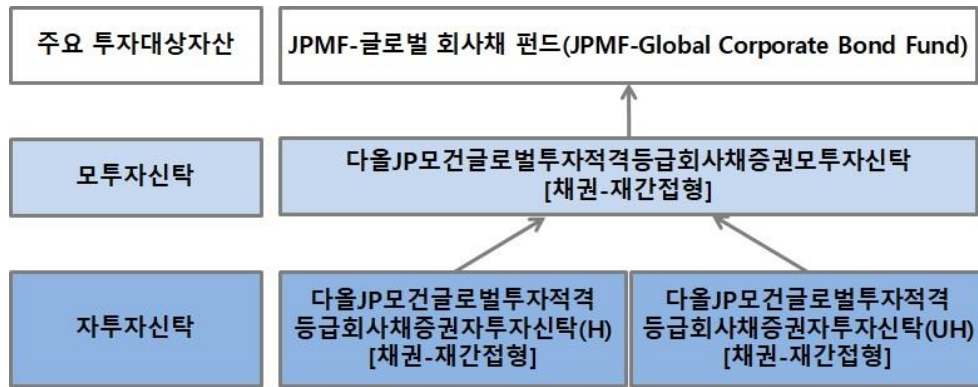 주요 투자대상자산
JPMF-글로벌 회사채 펀드(JPMF-Global Corporate Bond Fund)
모투자신탁
다올JP모건글로벌투자적격등급회사채증권모투자신탁
[채권-재간접형]
자투자신탁
다올JP모건글로벌투자적격
등급회사채증권자투자신탁(H)
[채권-재간접형]
다올JP모건글로벌투자적격
등급회사채증권자투자신탁(UH)
[채권-재간접형]